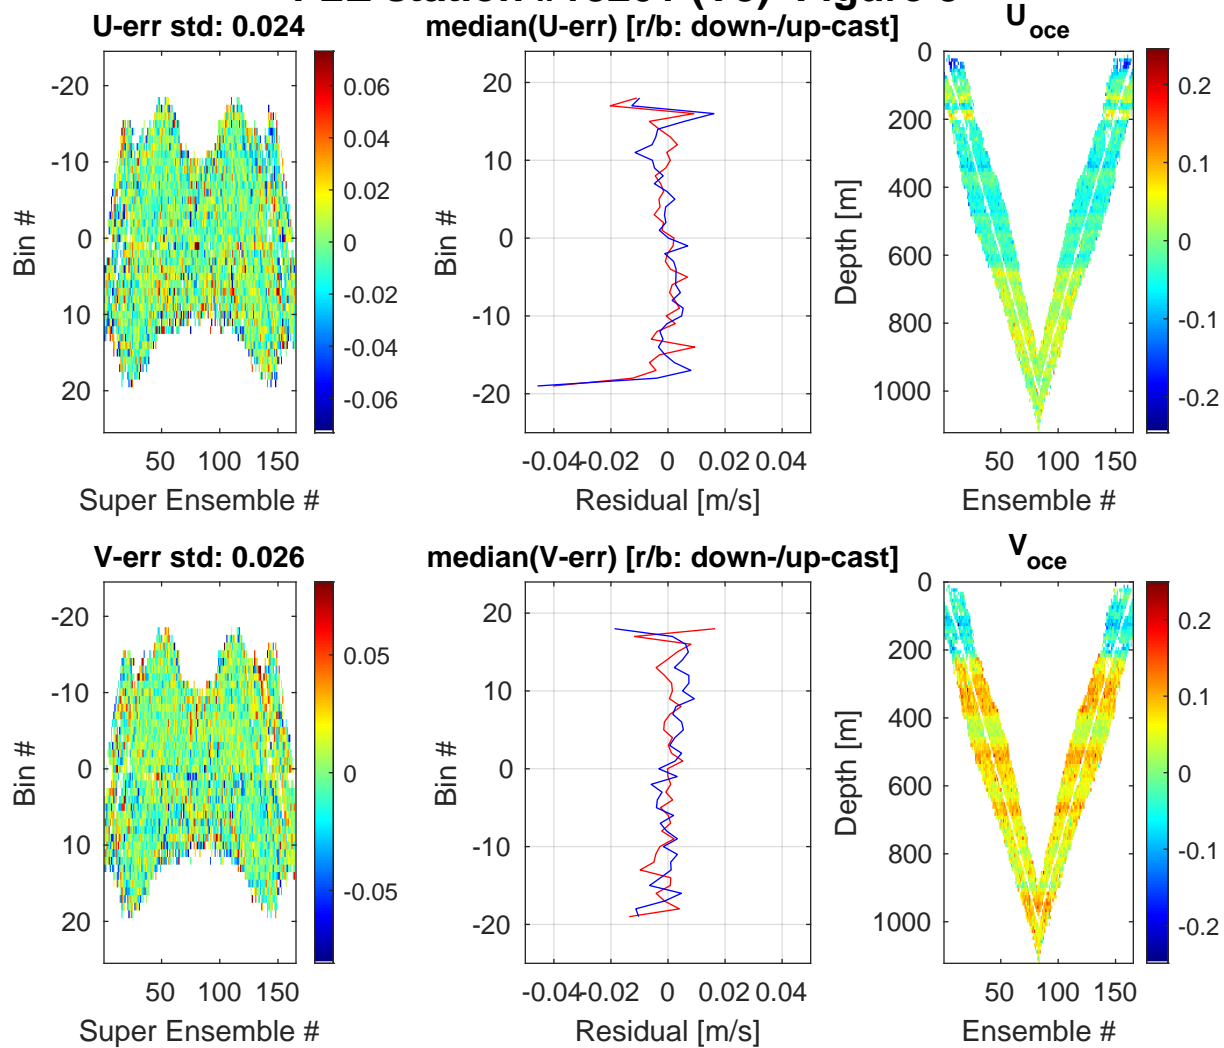 U-err std: 0.024
median(U-err) [r/b: down-/up-cast]
U_oce
-20
-10
0
10
20
Bin #
50 100 150
Super Ensemble #
0.06
0.04
0.02
0
-0.02
-0.04
-0.06
20
10
0
-10
-20
Bin #
-0.04 -0.02 0 0.02 0.04
Residual [m/s]
0
200
400
600
800
1000
Depth [m]
50 100 150
Ensemble #
0.2
0.1
0
-0.1
-0.2
V-err std: 0.026
median(V-err) [r/b: down-/up-cast]
V_oce
-20
-10
0
10
20
Bin #
50 100 150
Super Ensemble #
0.05
0
-0.05
20
10
0
-10
-20
Bin #
-0.04 -0.02 0 0.02 0.04
Residual [m/s]
0
200
400
600
800
1000
Depth [m]
50 100 150
Ensemble #
0.2
0.1
0
-0.1
-0.2